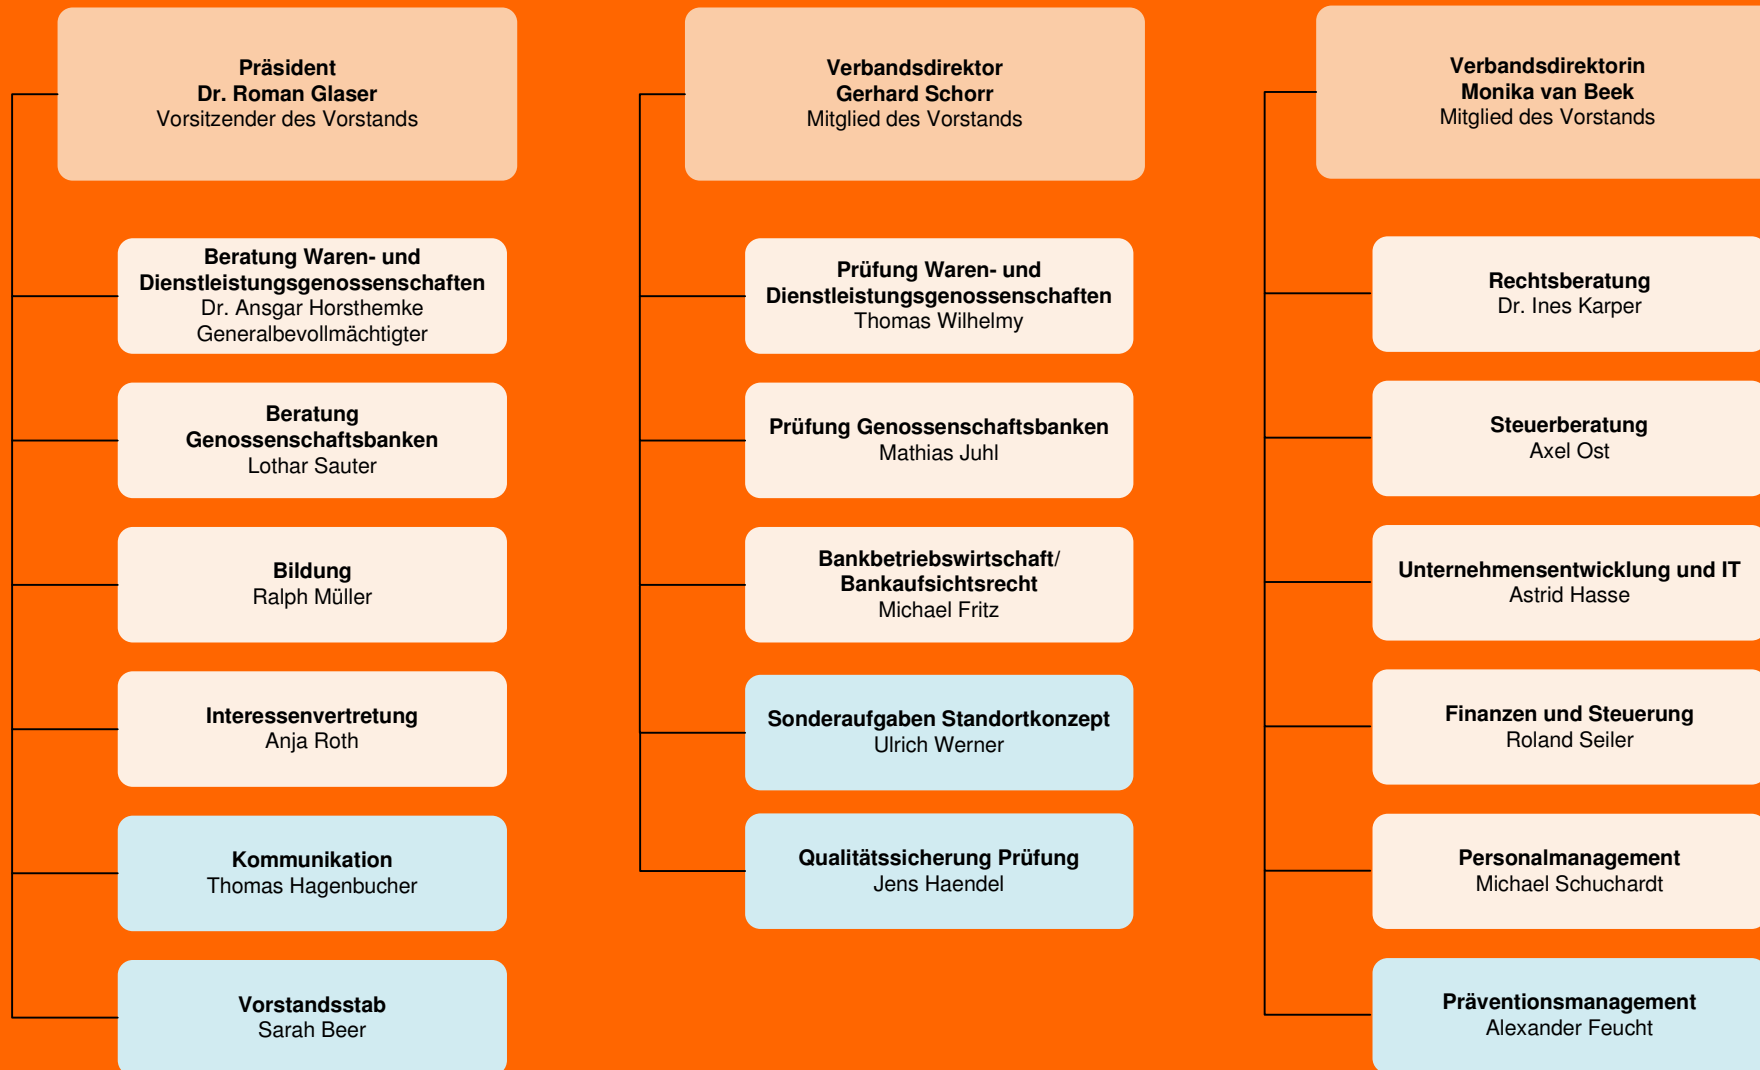 Präsident
Dr. Roman Glaser
Vorsitzender des Vorstands
Beratung Waren- und
Dienstleistungsgenossenschaften
Dr. Ansgar Horsthemke
Generalbevollmächtigter
Beratung
Genossenschaftsbanken
Lothar Sauter
Bildung
Ralph Müller
Interessenvertretung
Anja Roth
Kommunikation
Thomas Hagenbucher
Vorstandsstab
Sarah Beer
Verbandsdirektor
Gerhard Schorr
Mitglied des Vorstands
Prüfung Waren- und
Dienstleistungsgenossenschaften
Thomas Wilhelmy
Prüfung Genossenschaftsbanken
Mathias Juhl
Bankbetriebswirtschaft/
Bankaufsichtsrecht
Michael Fritz
Sonderaufgaben Standortkonzept
Ulrich Werner
Qualitätssicherung Prüfung
Jens Haendel
Verbandsdirektorin
Monika van Beek
Mitglied des Vorstands
Rechtsberatung
Dr. Ines Karper
Steuerberatung
Axel Ost
Unternehmensentwicklung und IT
Astrid Hasse
Finanzen und Steuerung
Roland Seiler
Personalmanagement
Michael Schuchardt
Präventionsmanagement
Alexander Feucht